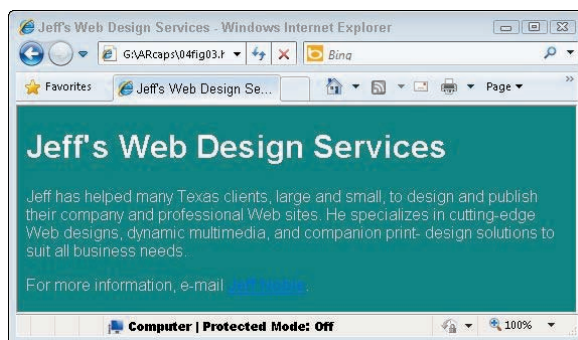 Jeff's Web Design Services - Windows Internet Explorer
G:\ARcaps\04fig03.h Bing
Favorites Jeff's Web Design Se... Page
Jeff's Web Design Services
Jeff has helped many Texas clients, large and small, to design and publish
their company and professional Web sites. He specializes in cutting-edge
Web designs, dynamic multimedia, and companion print- design solutions to
suit all business needs.
For more information, e-mail
Computer | Protected Mode: Off 100%